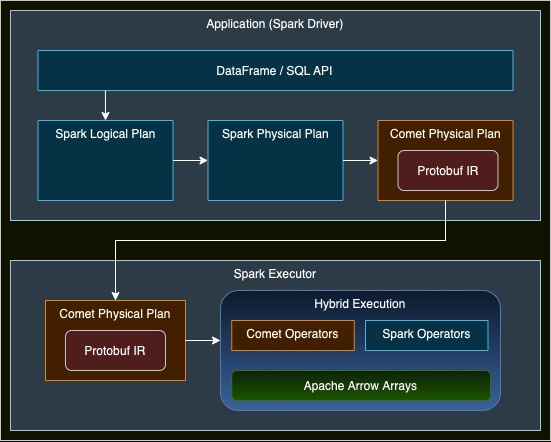 Application (Spark Driver)
DataFrame / SQL API
Spark Logical Plan
Spark Physical Plan
Comet Physical Plan
Protobuf IR
Spark Executor
Comet Physical Plan
Protobuf IR
Hybrid Execution
Comet Operators
Spark Operators
Apache Arrow Arrays